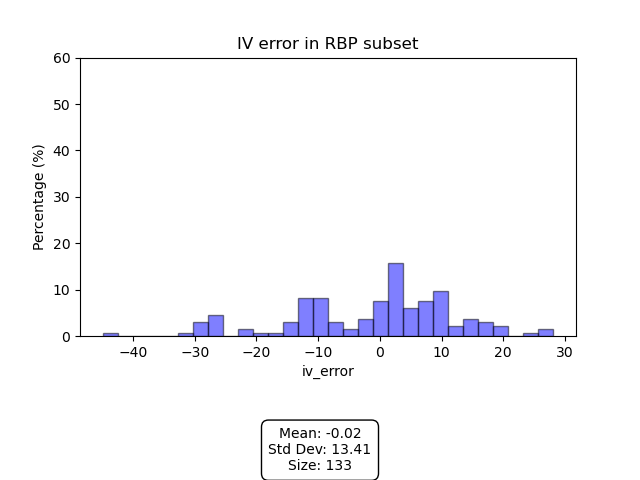 IV error in RBP subset
60
50
40
30
20
10
0
Percentage (%)
−40 −30 −20 −10 0 10 20 30
iv_error
Mean: -0.02
Std Dev: 13.41
Size: 133